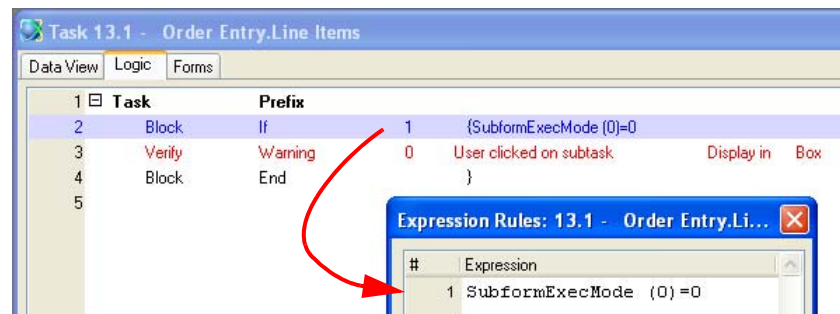 Task 13.1 - Order Entry.Line Items
Data View Logic Forms
1 Task Prefix
2 Block If 1 {SubformExecMode (0)=0
3 Verify Warning 0 User clicked on subtask Display in Box
4 Block End }
5
Expression Rules: 13.1 - Order Entry.Li...
# Expression
1 SubformExecMode (0)=0